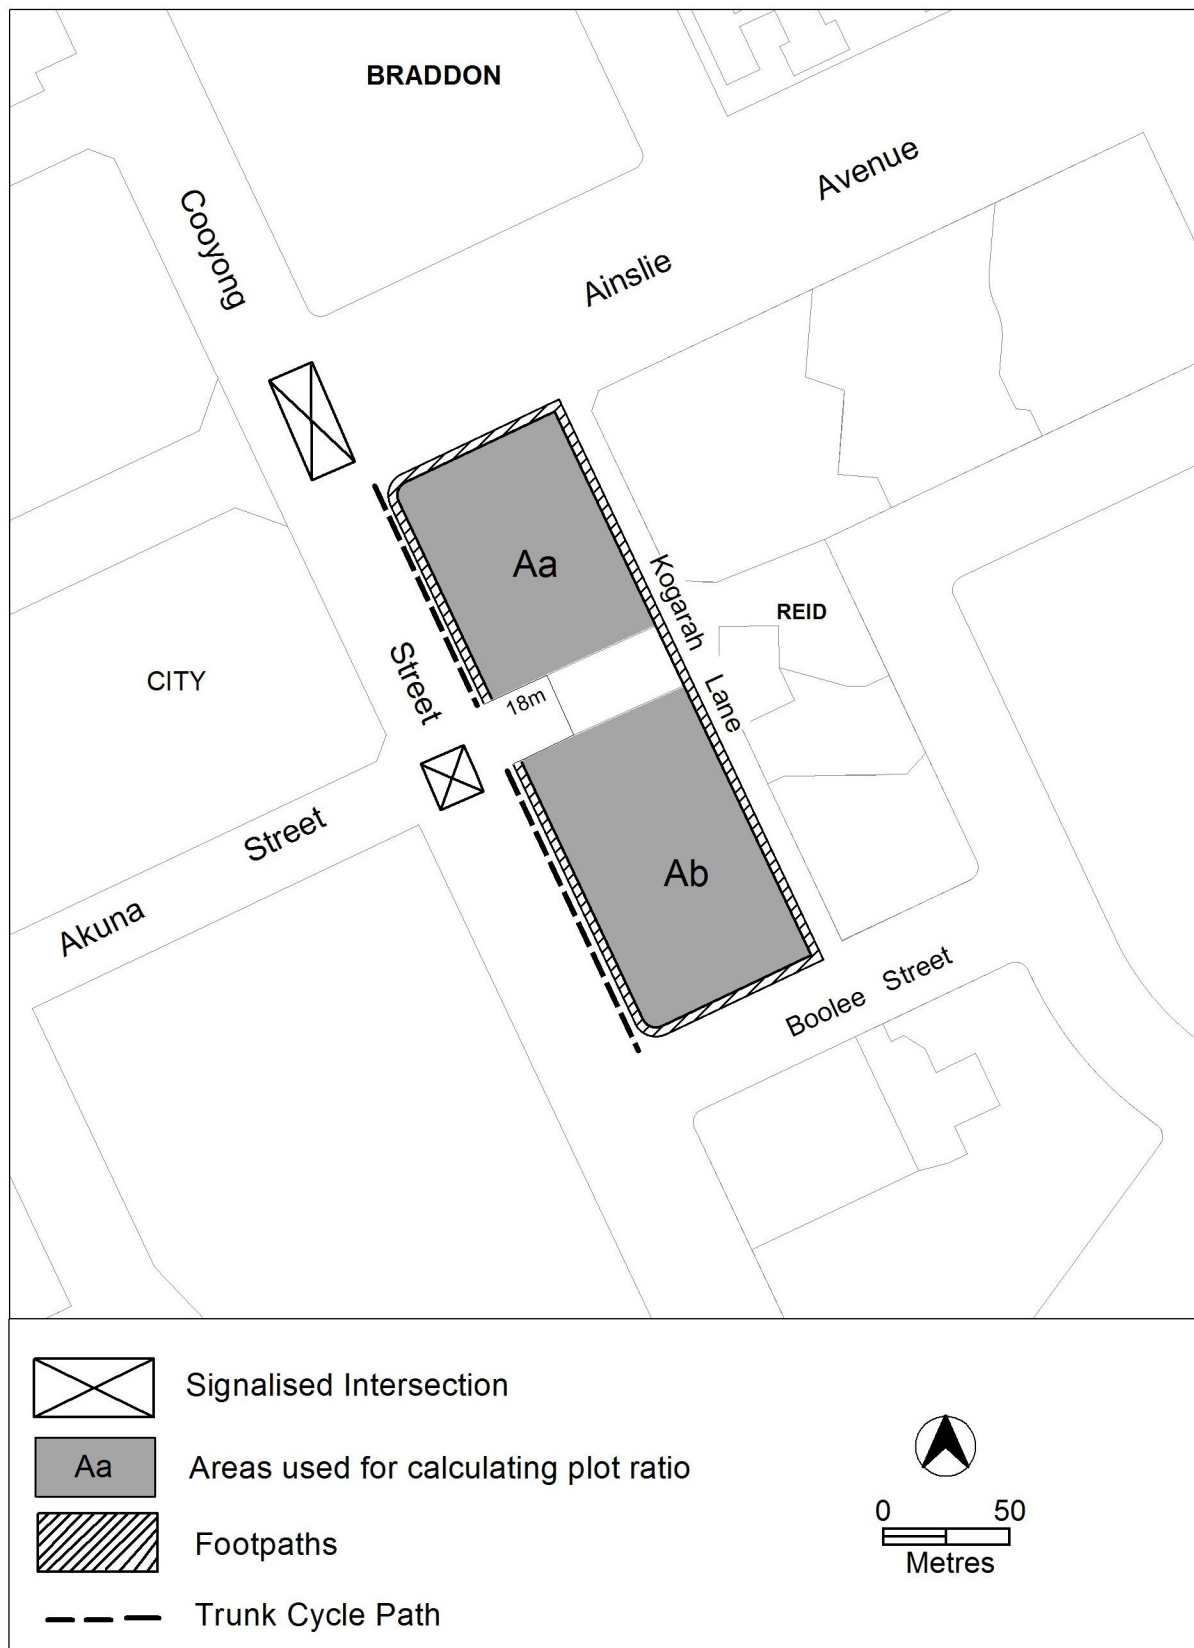 BRADDON
Avenue
Cooyong
Ainslie
Aa
Kogarah
REID
CITY
Street
Lane
18m
Street
Ab
Akuna
Boolee Street
Signalised Intersection
Aa
Areas used for calculating plot ratio
0 50
Footpaths
Metres
Trunk Cycle Path